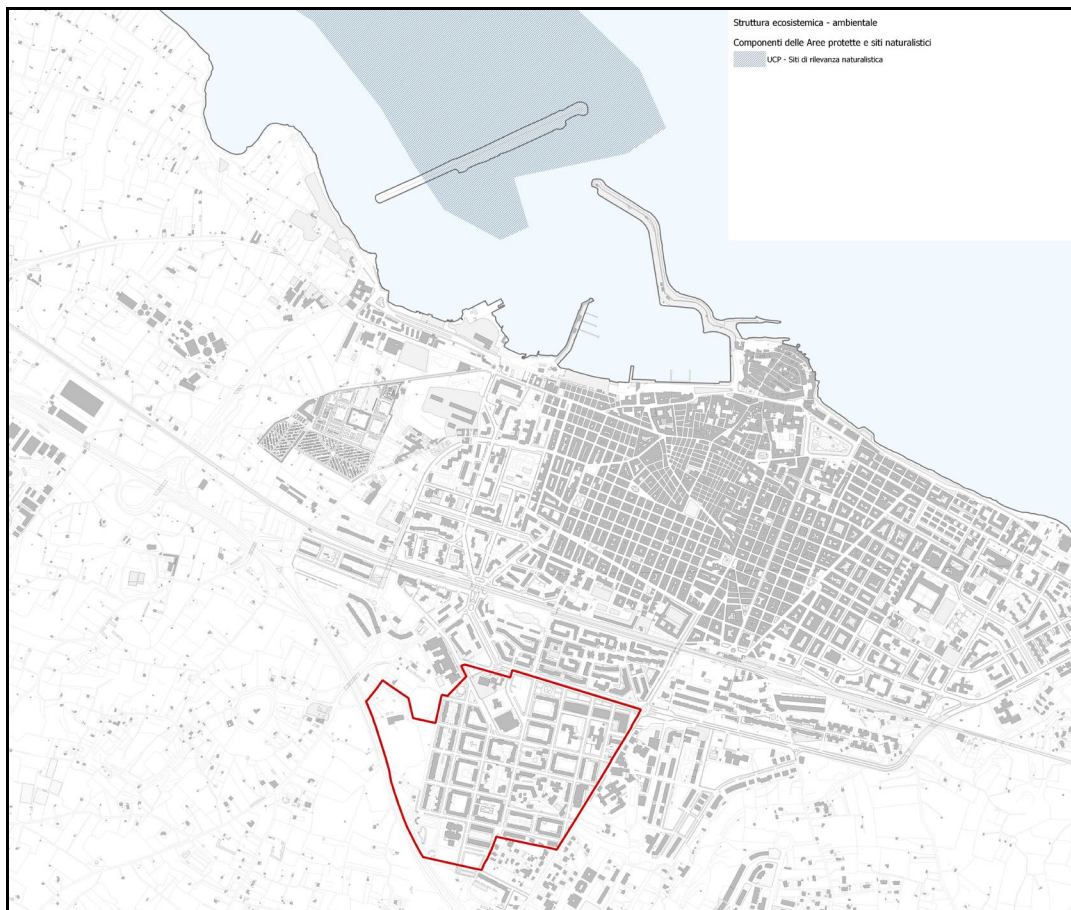 Struttura ecosistemica - ambientale
Componenti delle Aree protette e siti naturalistici
UCP - Siti di rilevanza naturalistica